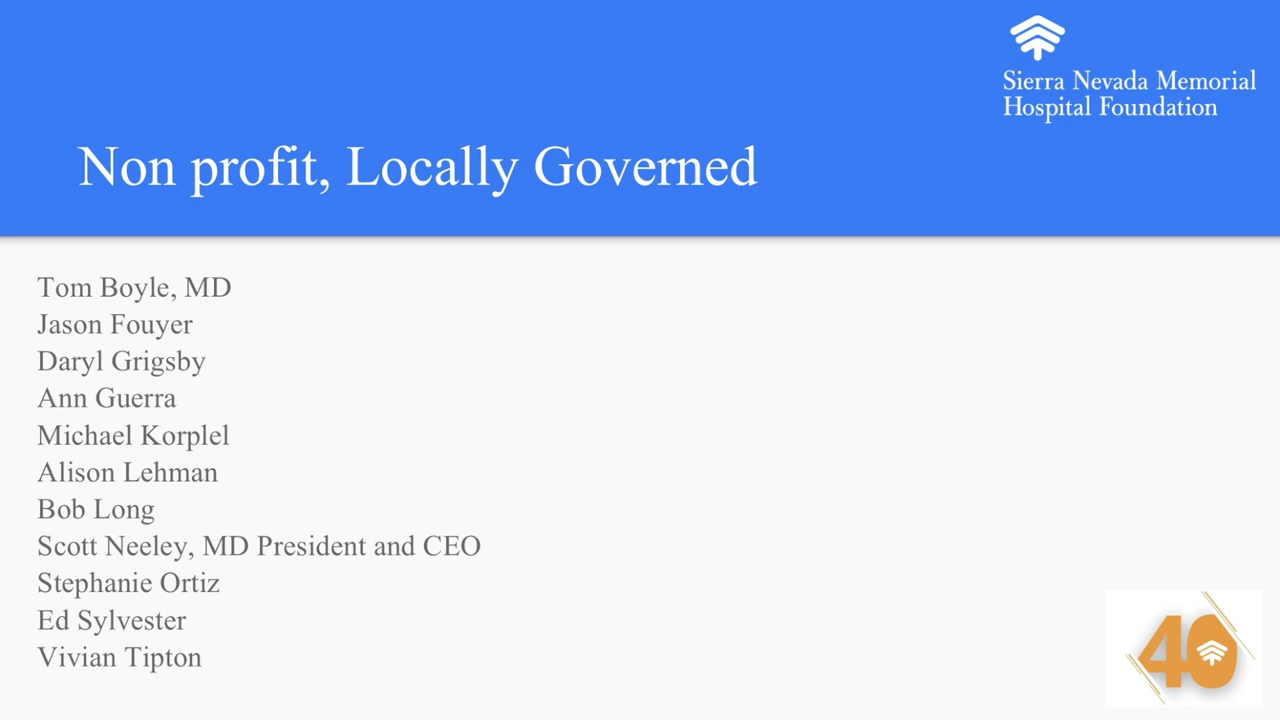 Sierra Nevada Memorial
Hospital Foundation
Non profit, Locally Governed
Tom Boyle, MD
Jason Fouyer
Daryl Grigsby
Ann Guerra
Michael Korplel
Alison Lehman
Bob Long
Scott Neeley, MD President and CEO
Stephanie Ortiz
Ed Sylvester
Vivian Tipton
40